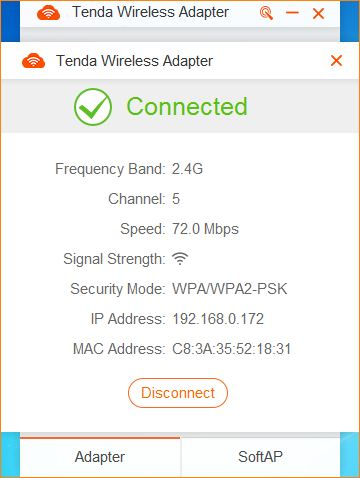 Tenda Wireless Adapter
Tenda Wireless Adapter
Connected
Frequency Band: 2.4G
Channel: 5
Speed: 72.0 Mbps
Signal Strength:
Security Mode: WPA/WPA2-PSK
IP Address: 192.168.0.172
MAC Address: C8:3A:35:52:18:31
Disconnect
Adapter SoftAP